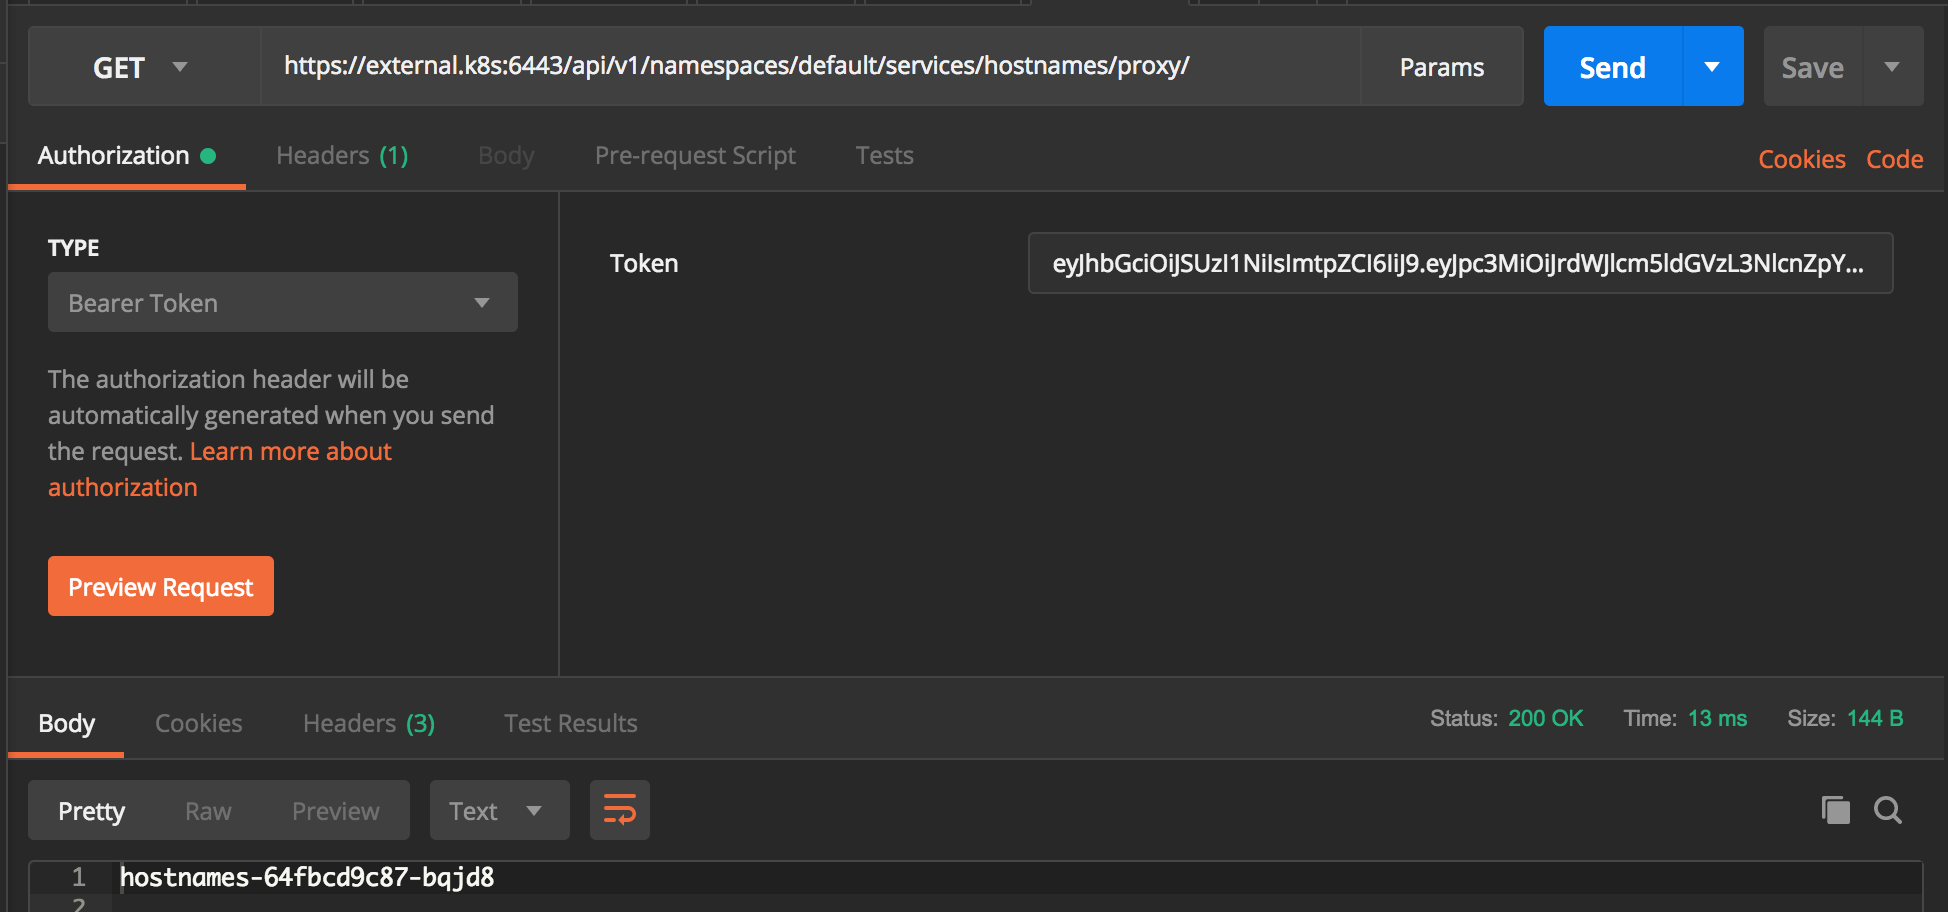 GET
https://external.k8s:6443/api/v1/namespaces/default/services/hostnames/proxy/
Params
Send
Save
Authorization
Headers (1)
Body
Pre-request Script
Tests
Cookies
Code
TYPE
Bearer Token
The authorization header will be
automatically generated when you send
the request. Learn more about
authorization
Preview Request
Token
eyJhbGciOiJSUzI1NiIsImtpZCI6IiJ9.eyJpc3MiOiJrdWJlcm5ldGVzL3NlcnZpY...
Body
Cookies
Headers (3)
Test Results
Status: 200 OK
Time: 13 ms
Size: 144 B
Pretty
Raw
Preview
Text
1 hostnames-64fbcd9c87-bqjd8
2